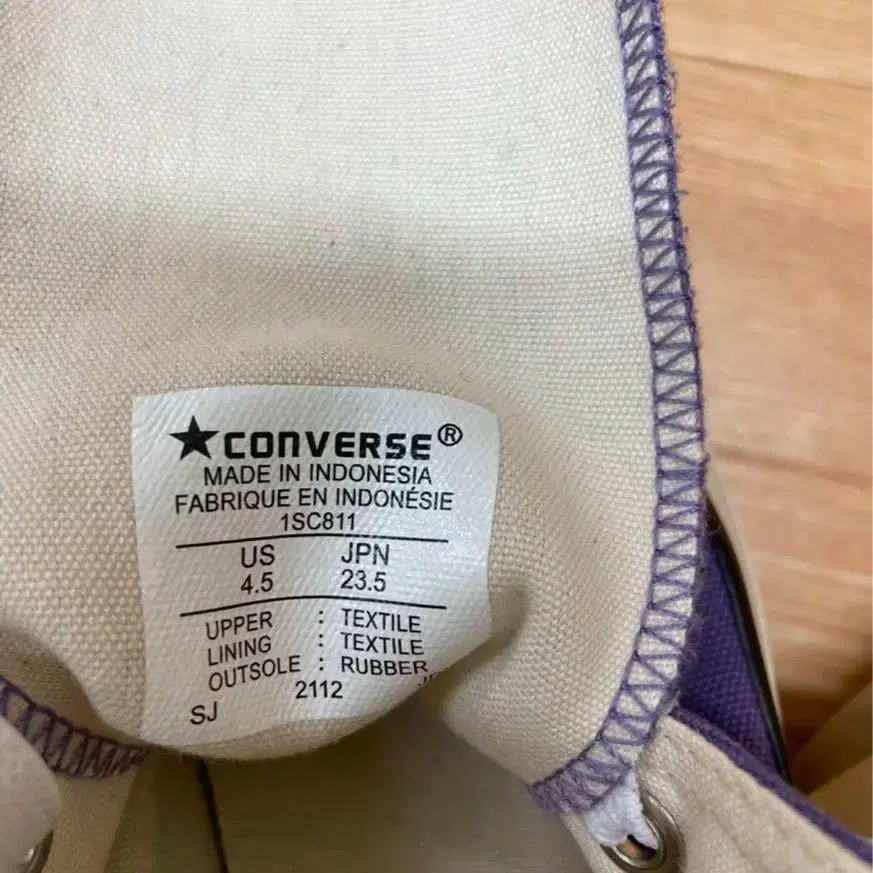 ★CONVERSE®
MADE IN INDONESIA
FABRIQUE EN INDONÉSIE
1SC811
US JPN
4.5 23.5
UPPER : TEXTILE
LINING : TEXTILE
OUTSOLE : RUBBER
2112
SJ